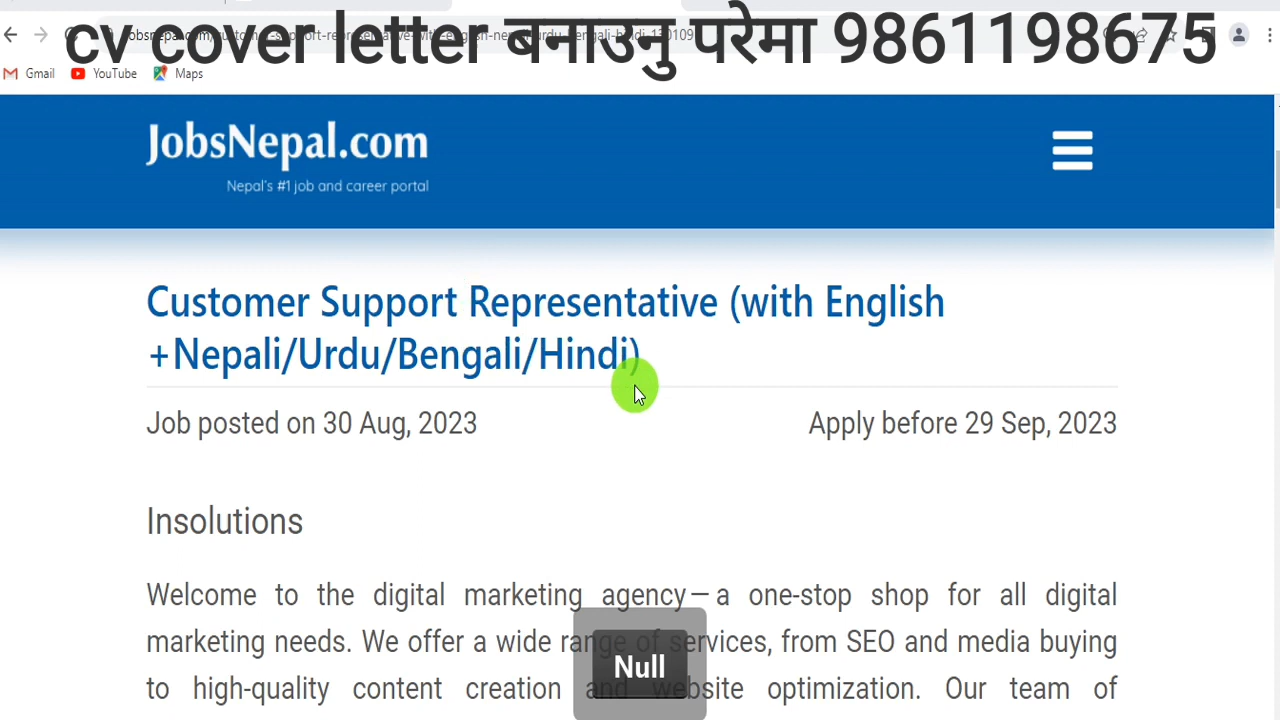 cv cover letter बनाउनु परेमा 9861198675
Gmail YouTube Maps
JobsNepal.com
Nepal's #1 job and career portal
Customer Support Representative (with English
+Nepali/Urdu/Bengali/Hindi)
Job posted on 30 Aug, 2023 Apply before 29 Sep, 2023
Insolutions
Welcome to the digital marketing agency—a one-stop shop for all digital
marketing needs. We offer a wide range of services, from SEO and media buying
to high-quality content creation and website optimization. Our team of
Null